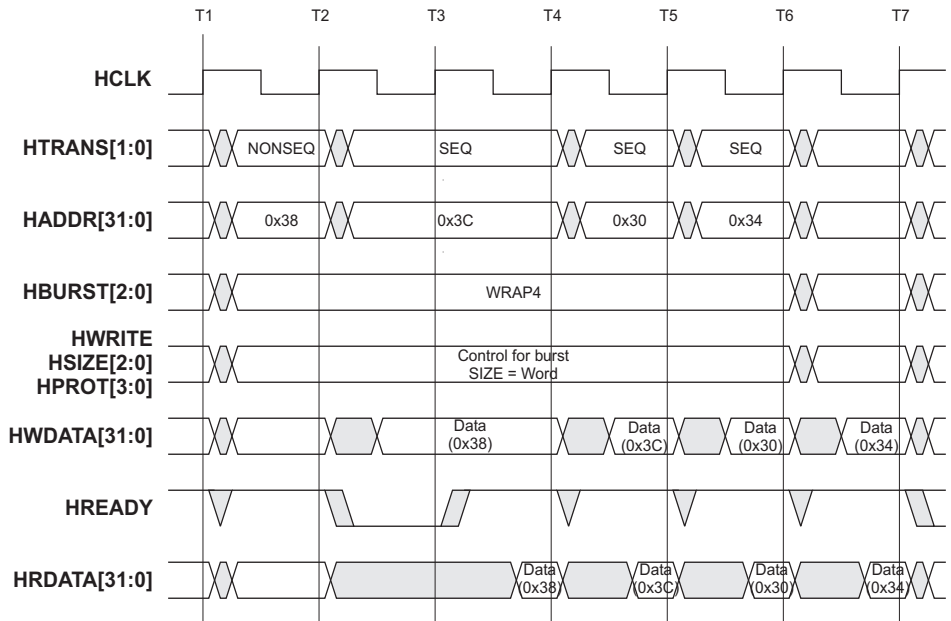 T1 T2 T3 T4 T5 T6 T7
HCLK
HTRANS[1:0] NONSEQ SEQ SEQ SEQ
HADDR[31:0] 0x38 0x3C 0x30 0x34
HBURST[2:0] WRAP4
HWRITE
HSIZE[2:0] Control for burst
HPROT[3:0] SIZE = Word
HWDATA[31:0] Data Data Data Data
(0x38) (0x3C) (0x30) (0x34)
HREADY
HRDATA[31:0] Data Data Data Data
(0x38) (0x3C) (0x30) (0x34)